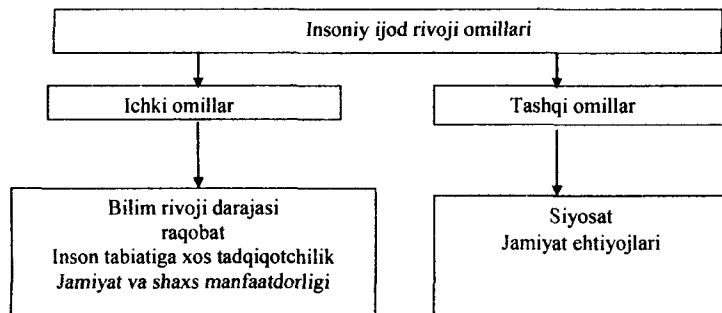 Insoniy ijod rivoji omillari
Ichki omillar
Tashqi omillar
Bilim rivoji darajasi
raqobat
Inson tabiatiga xos tadqiqotchilik
Jamiyat va shaxs manfaatdorligi
Siyosat
Jamiyat ehtiyojlari